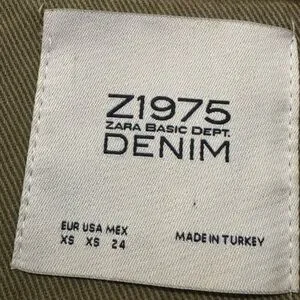 Z1975
ZARA BASIC DEPT.
DENIM
EUR USA MEX
XS XS 24
MADE IN TURKEY